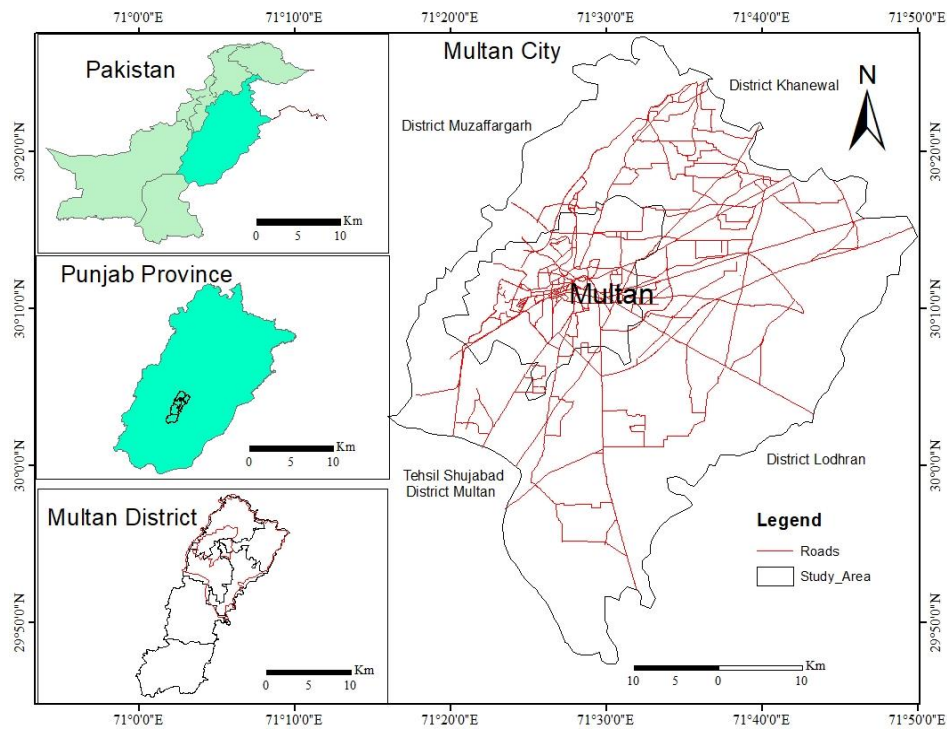 71°0'0"E
71°10'0"E
71°20'0"E
71°30'0"E
71°40'0"E
71°50'0"E
Pakistan
Km
0 5 10
30°20'0"N
Punjab Province
Km
0 5 10
30°10'0"N
30°0'0"N
Multan District
Km
0 10
29°50'0"N
Multan City
District Khanewal
N
District Muzaffargarh
30°20'0"N
Multan
30°10'0"N
Tehsil Shujabad
District Multan
District Lodhran
30°0'0"N
Legend
Roads
Study_Area
29°50'0"N
Km
10 5 0 10
71°0'0"E
71°10'0"E
71°20'0"E
71°30'0"E
71°40'0"E
71°50'0"E